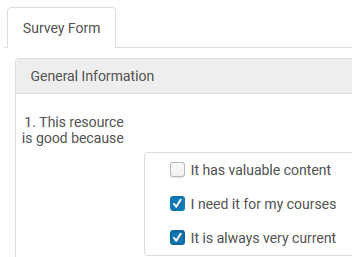 Survey Form
General Information
1. This resource
is good because
It has valuable content
I need it for my courses
It is always very current